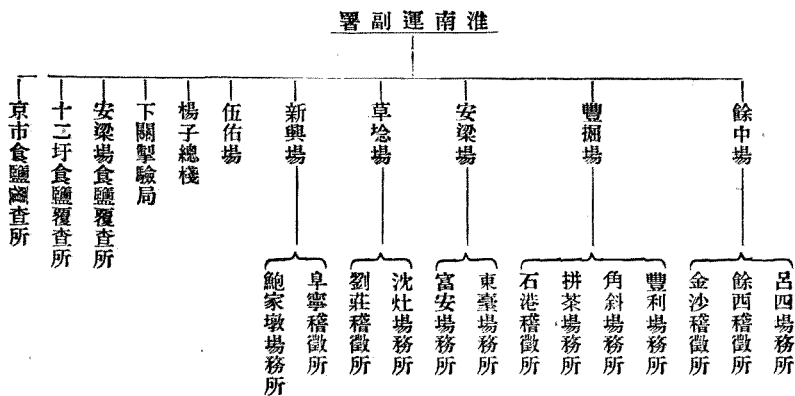 淮南運副署
餘中場
豐掘場
安梁場
草埝場
新興場
伍佑場
楊子總棧
下關掣驗局
安梁場食鹽覆查所
十二圩食鹽覆查所
京市食鹽覆查所
呂四場務所
餘西稽徵所
金沙稽徵所
豐利場務所
角斜場務所
拼茶場務所
石港稽徵所
東臺場務所
富安場務所
沈灶場務所
劉莊稽徵所
阜寧稽徵所
鮑家墩場務所